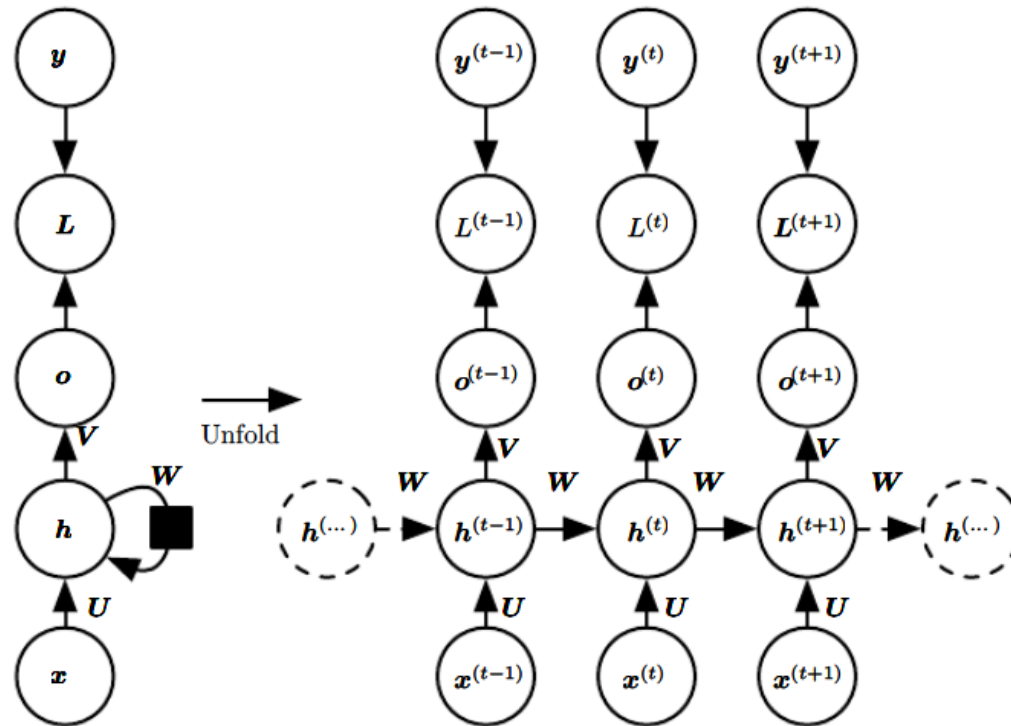 y y^(t−1) y^(t) y^(t+1)
L L^(t−1) L^(t) L^(t+1)
o o^(t−1) o^(t) o^(t+1)
Unfold
V V V V
W W W W W
h h^(...) h^(t−1) h^(t) h^(t+1) h^(...)
U U U U
x x^(t−1) x^(t) x^(t+1)